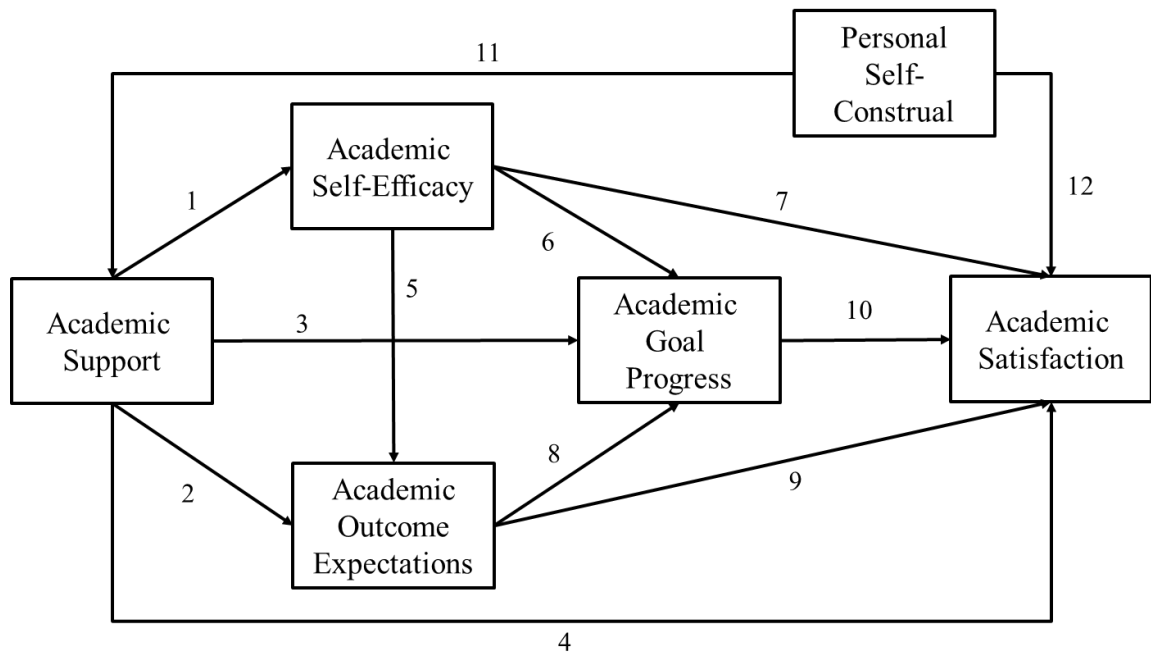 Personal
Self-
Construal
11
12
Academic
Self-Efficacy
1
7
6
5
Academic
Support
3
Academic
Goal
Progress
10
Academic
Satisfaction
2
8
9
Academic
Outcome
Expectations
4